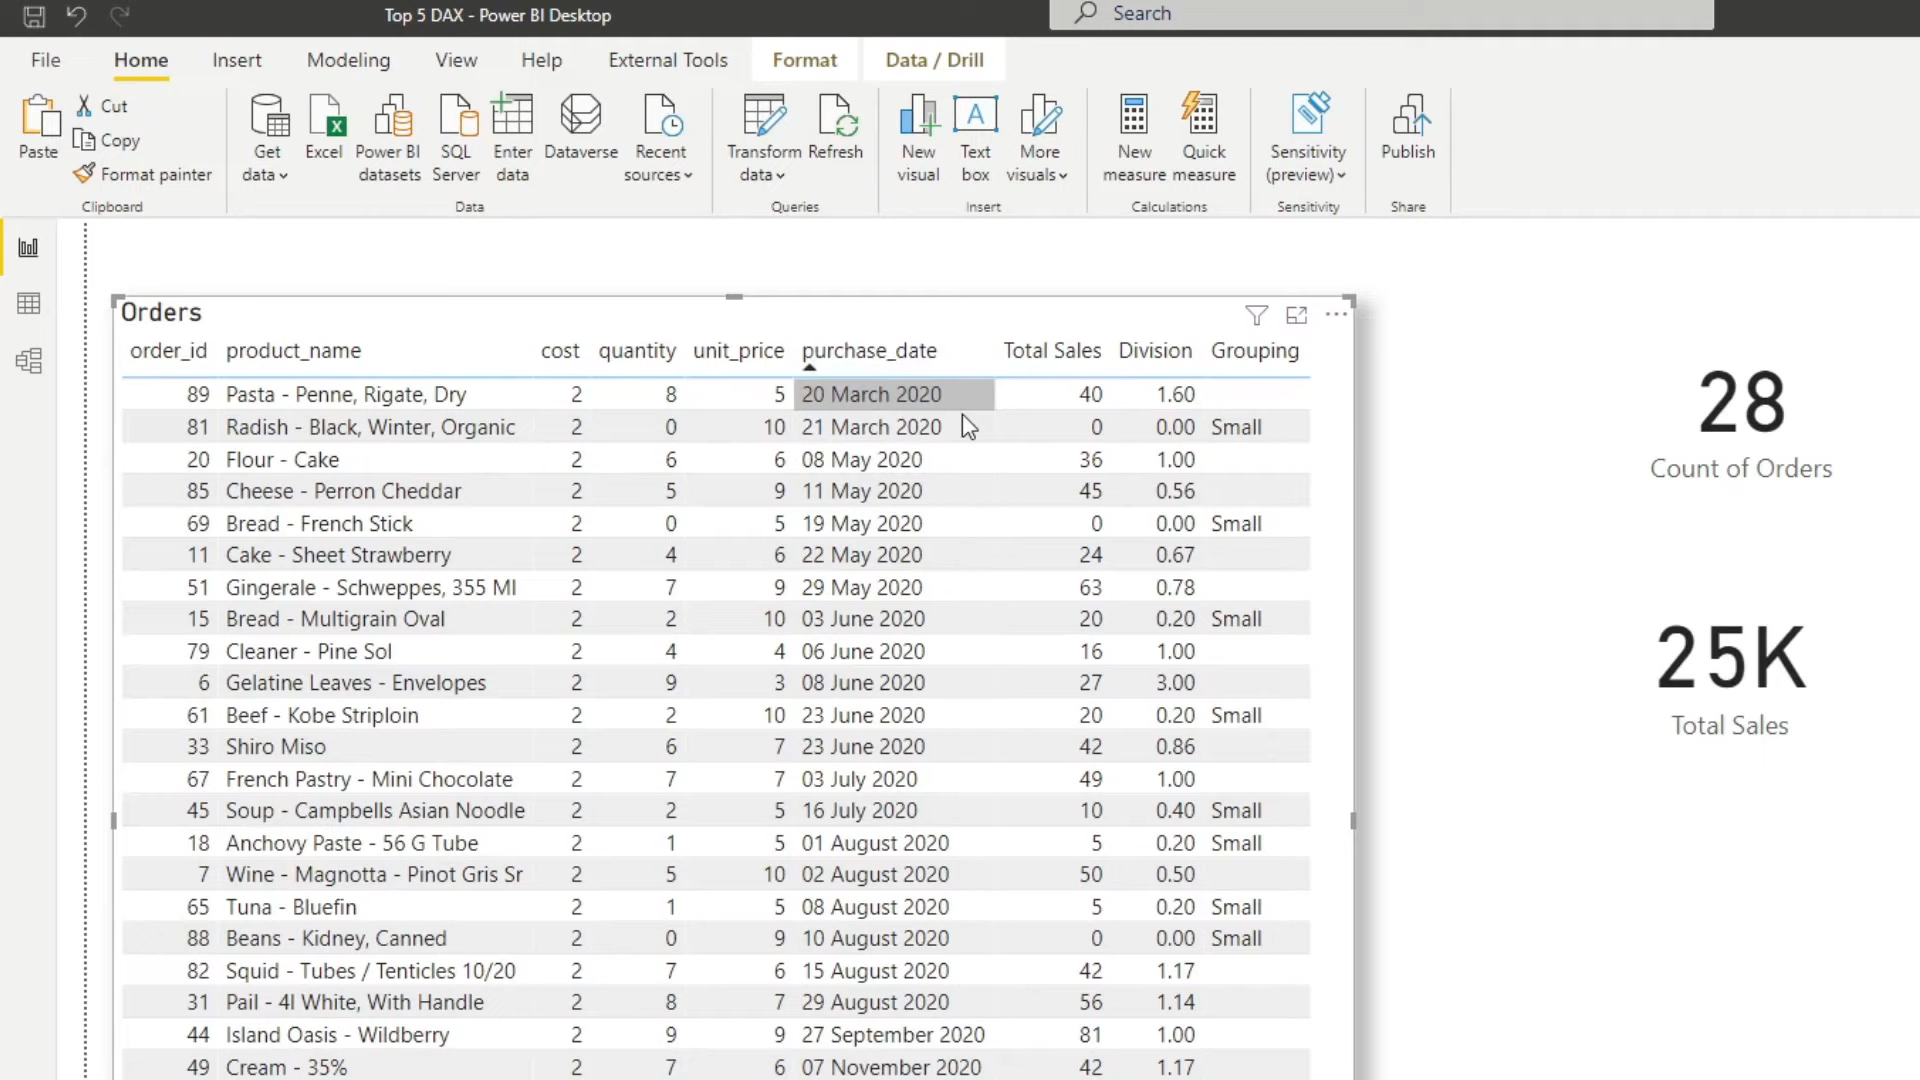 Top 5 DAX - Power BI Desktop
Search
File Home Insert Modeling View Help External Tools Format Data / Drill
Paste
Cut
Copy
Format painter
Clipboard
Get data
Excel
Power BI datasets
SQL Server
Enter data
Dataverse
Recent sources
Data
Transform data
Refresh
Queries
New visual
Text box
More visuals
Insert
New measure
Quick measure
Calculations
Sensitivity (preview)
Sensitivity
Publish
Share
Orders
order_id product_name cost quantity unit_price purchase_date Total Sales Division Grouping
89 Pasta - Penne, Rigate, Dry 2 8 5 20 March 2020 40 1.60
81 Radish - Black, Winter, Organic 2 0 10 21 March 2020 0 0.00 Small
20 Flour - Cake 2 6 6 08 May 2020 36 1.00
85 Cheese - Perron Cheddar 2 5 9 11 May 2020 45 0.56
69 Bread - French Stick 2 0 5 19 May 2020 0 0.00 Small
11 Cake - Sheet Strawberry 2 4 6 22 May 2020 24 0.67
51 Gingerale - Schweppes, 355 Ml 2 7 9 29 May 2020 63 0.78
15 Bread - Multigrain Oval 2 2 10 03 June 2020 20 0.20 Small
79 Cleaner - Pine Sol 2 4 4 06 June 2020 16 1.00
6 Gelatine Leaves - Envelopes 2 9 3 08 June 2020 27 3.00
61 Beef - Kobe Striploin 2 2 10 23 June 2020 20 0.20 Small
33 Shiro Miso 2 6 7 23 June 2020 42 0.86
67 French Pastry - Mini Chocolate 2 7 7 03 July 2020 49 1.00
45 Soup - Campbells Asian Noodle 2 2 5 16 July 2020 10 0.40 Small
18 Anchovy Paste - 56 G Tube 2 1 5 01 August 2020 5 0.20 Small
7 Wine - Magnotta - Pinot Gris Sr 2 5 10 02 August 2020 50 0.50
65 Tuna - Bluefin 2 1 5 08 August 2020 5 0.20 Small
88 Beans - Kidney, Canned 2 0 9 10 August 2020 0 0.00 Small
82 Squid - Tubes / Tenticles 10/20 2 7 6 15 August 2020 42 1.17
31 Pail - 4l White, With Handle 2 8 7 29 August 2020 56 1.14
44 Island Oasis - Wildberry 2 9 9 27 September 2020 81 1.00
49 Cream - 35% 2 7 6 07 November 2020 42 1.17
28
Count of Orders
25K
Total Sales